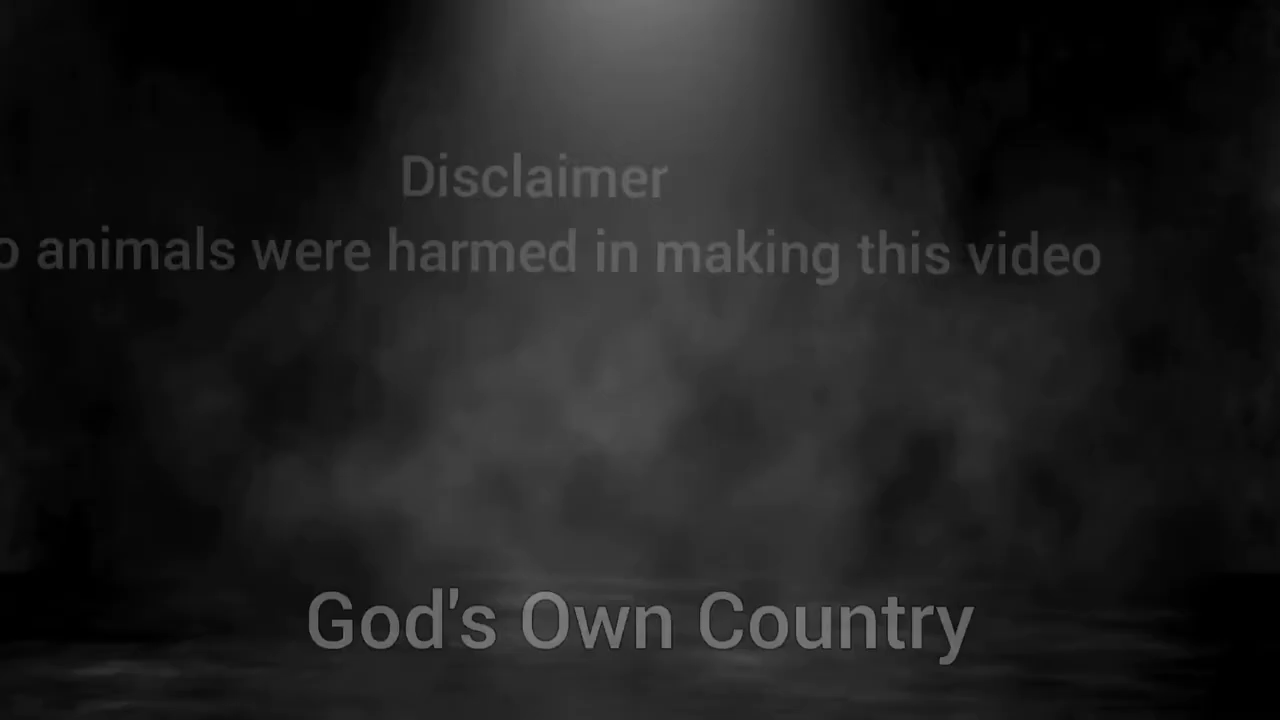 Disclaimer
o animals were harmed in making this video
God's Own Country